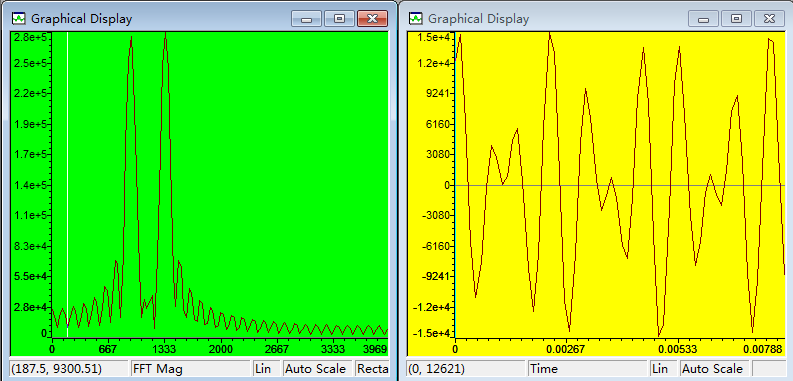 Graphical Display
2.8e+5
2.5e+5
2.2e+5
1.9e+5
1.7e+5
1.4e+5
1.1e+5
8.3e+4
5.5e+4
2.8e+4
0
0 667 1333 2000 2667 3333 3969
(187.5, 9300.51) FFT Mag Lin Auto Scale Recta
Graphical Display
1.5e+4
1.2e+4
9241
6160
3080
0
-3080
-6160
-9241
-1.2e+4
-1.5e+4
0 0.00267 0.00533 0.00788
(0, 12621) Time Lin Auto Scale